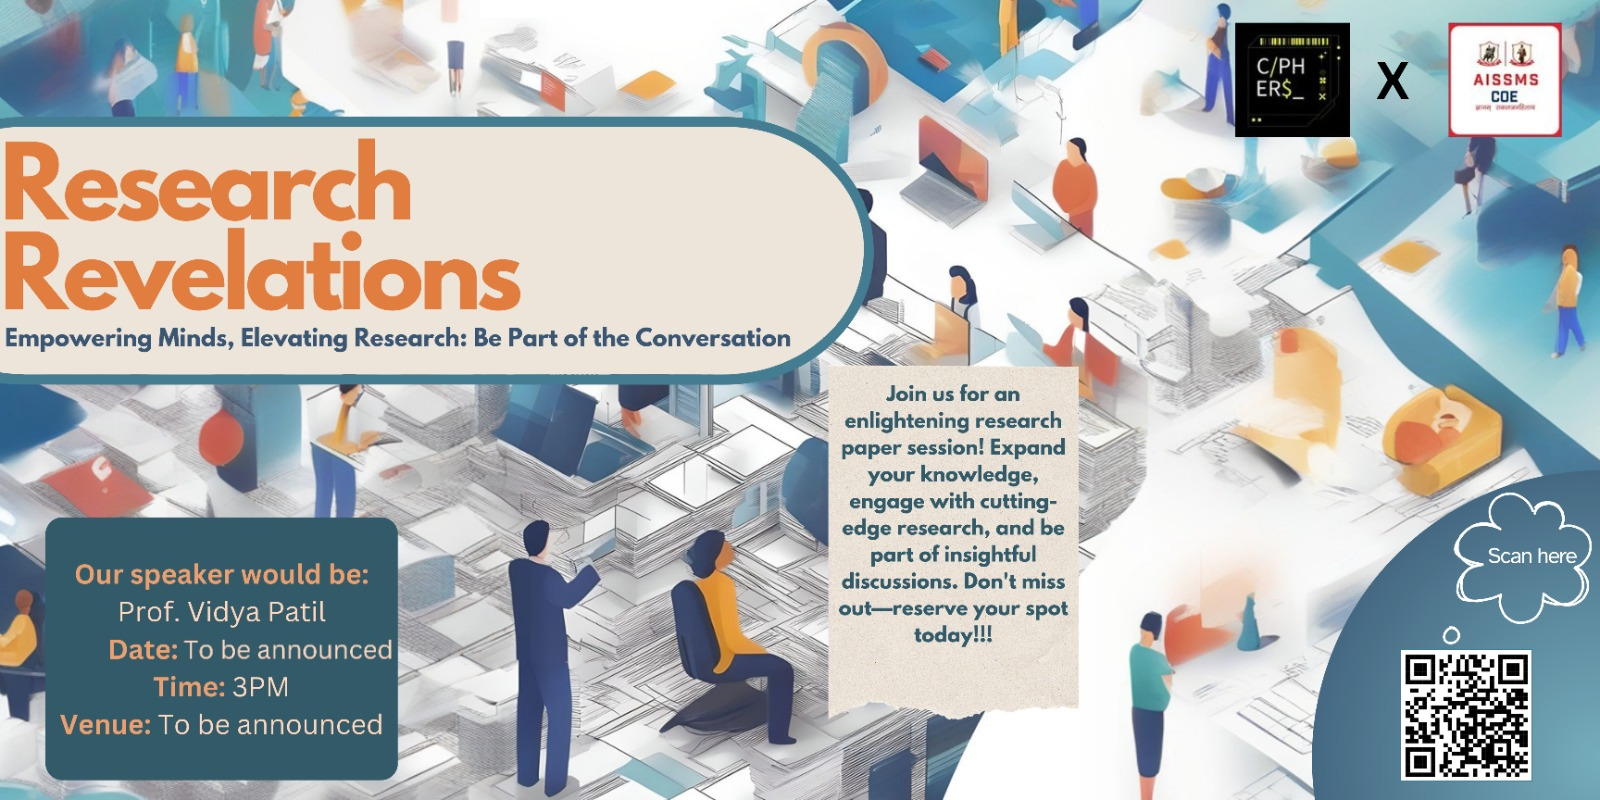 C/PH
ER$_
X
AISSMS
COE
Research
Revelations
Empowering Minds, Elevating Research: Be Part of the Conversation
Join us for an
enlightening research
paper session! Expand
your knowledge,
engage with cutting-
edge research, and be
part of insightful
discussions. Don't miss
out—reserve your spot
today!!!
Our speaker would be:
Prof. Vidya Patil
Date: To be announced
Time: 3PM
Venue: To be announced
Scan here